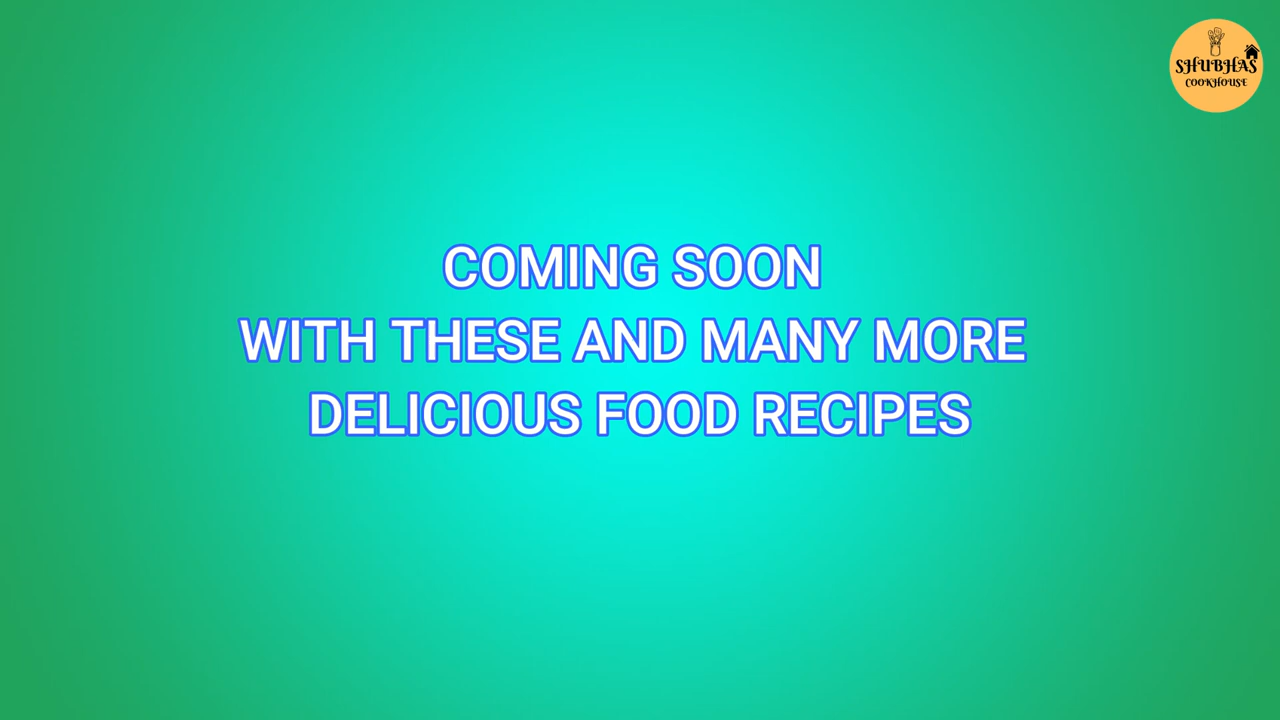 SHUBHAS
COOKHOUSE
COMING SOON
WITH THESE AND MANY MORE
DELICIOUS FOOD RECIPES